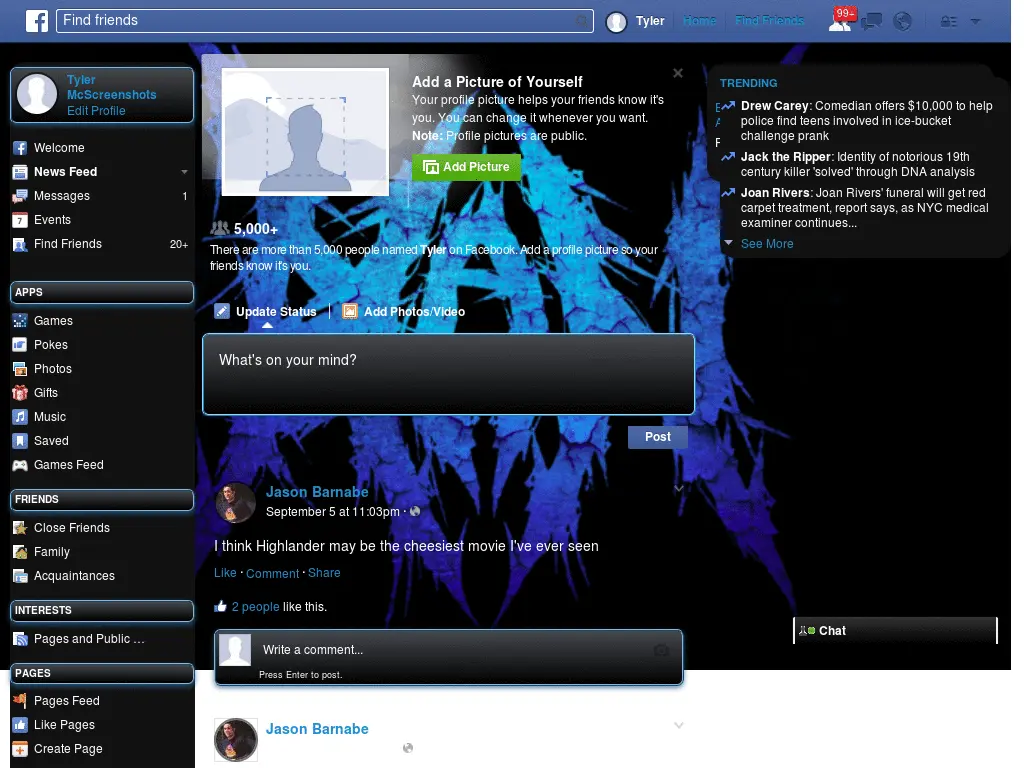 Find friends
Tyler
Home
Find Friends
99+
Tyler
McScreenshots
Edit Profile
Welcome
News Feed
Messages 1
7 Events
Find Friends 20+
APPS
Games
Pokes
Photos
Gifts
Music
Saved
Games Feed
FRIENDS
Close Friends
Family
Acquaintances
INTERESTS
Pages and Public ...
PAGES
Pages Feed
Like Pages
Create Page
Add a Picture of Yourself
Your profile picture helps your friends know it's
you. You can change it whenever you want.
Note: Profile pictures are public.
Add Picture
5,000+
There are more than 5,000 people named Tyler on Facebook. Add a profile picture so your
friends know it's you.
Update Status
Add Photos/Video
What's on your mind?
Post
Jason Barnabe
September 5 at 11:03pm ·
I think Highlander may be the cheesiest movie I've ever seen
Like · Comment · Share
2 people like this.
Write a comment...
Press Enter to post.
Jason Barnabe
TRENDING
Drew Carey: Comedian offers $10,000 to help
police find teens involved in ice-bucket
challenge prank
Jack the Ripper: Identity of notorious 19th
century killer 'solved' through DNA analysis
Joan Rivers: Joan Rivers' funeral will get red
carpet treatment, report says, as NYC medical
examiner continues...
See More
Chat